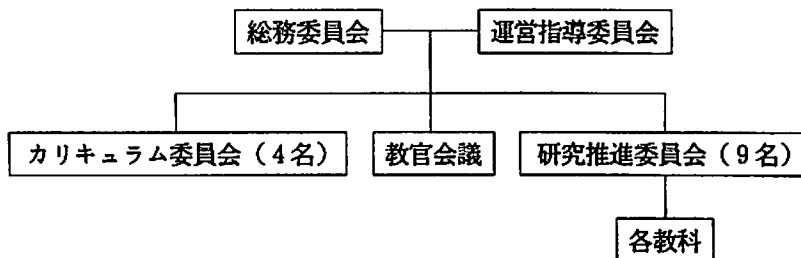 総務委員会
運営指導委員会
カリキュラム委員会（4名）
教官会議
研究推進委員会（9名）
各教科